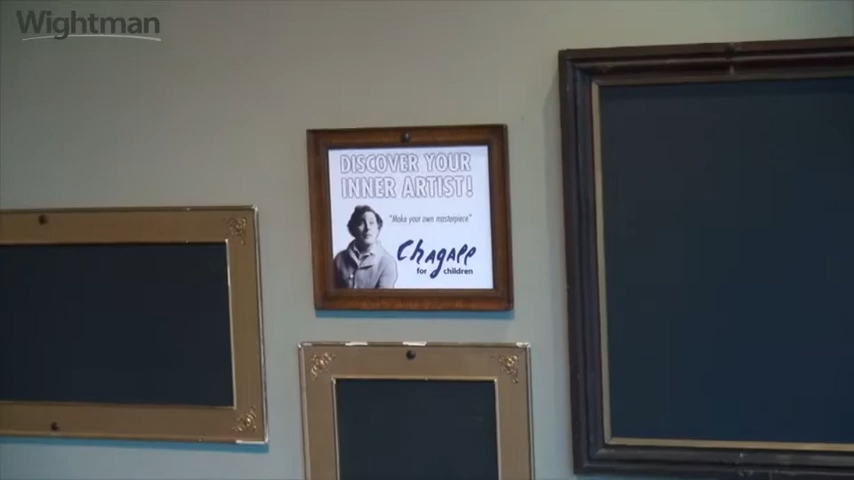 Wightman
DISCOVER YOUR
INNER ARTIST!
"Make your own masterpiece"
Chagall
for children